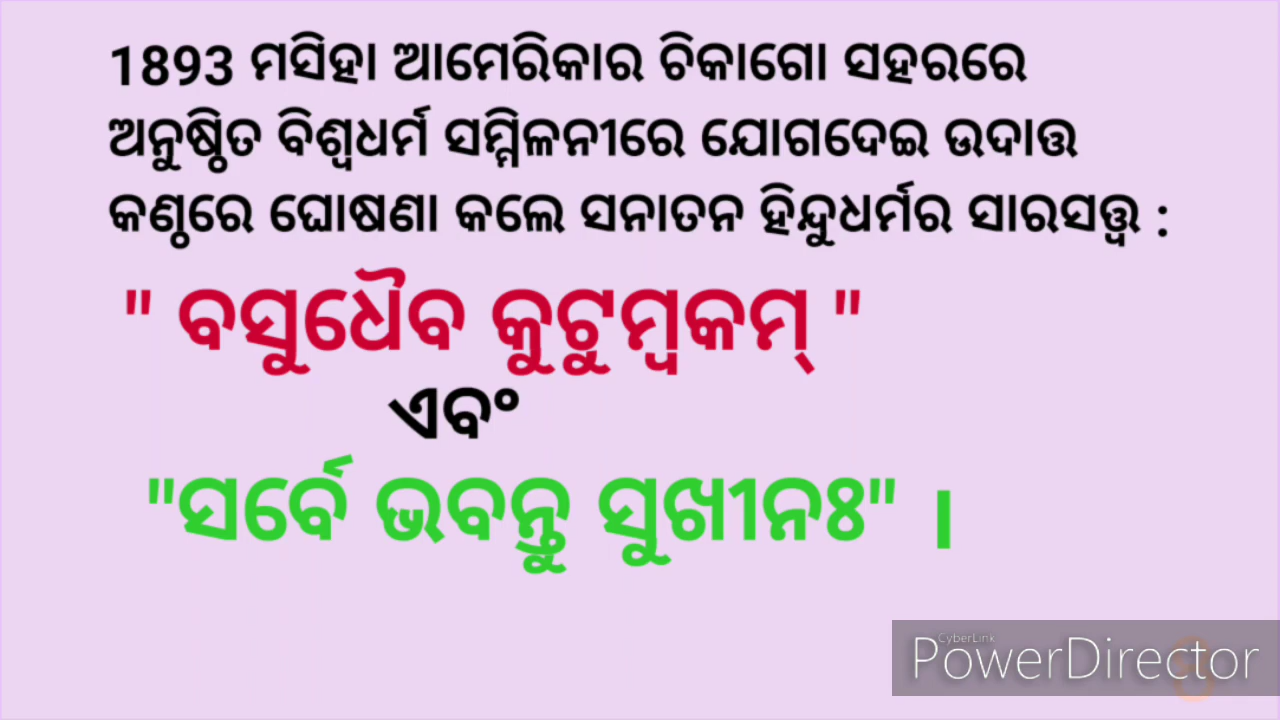 1893 ମସିହା ଆମେରିକାର ଚିକାଗୋ ସହରରେ
ଅନୁଷ୍ଠିତ ବିଶ୍ୱଧର୍ମ ସମ୍ମିଳନୀରେ ଯୋଗଦେଇ ଉଦାତ୍ତ
କଣ୍ଠରେ ଘୋଷଣା କଲେ ସନାତନ ହିନ୍ଦୁଧର୍ମର ସାରସତ୍ତ୍ୱ :
" ବସୁଧୈବ କୁଟୁମ୍ବକମ୍ "
ଏବଂ
"ସର୍ବେ ଭବନ୍ତୁ ସୁଖୀନଃ" ।
CyberLink
PowerDirector